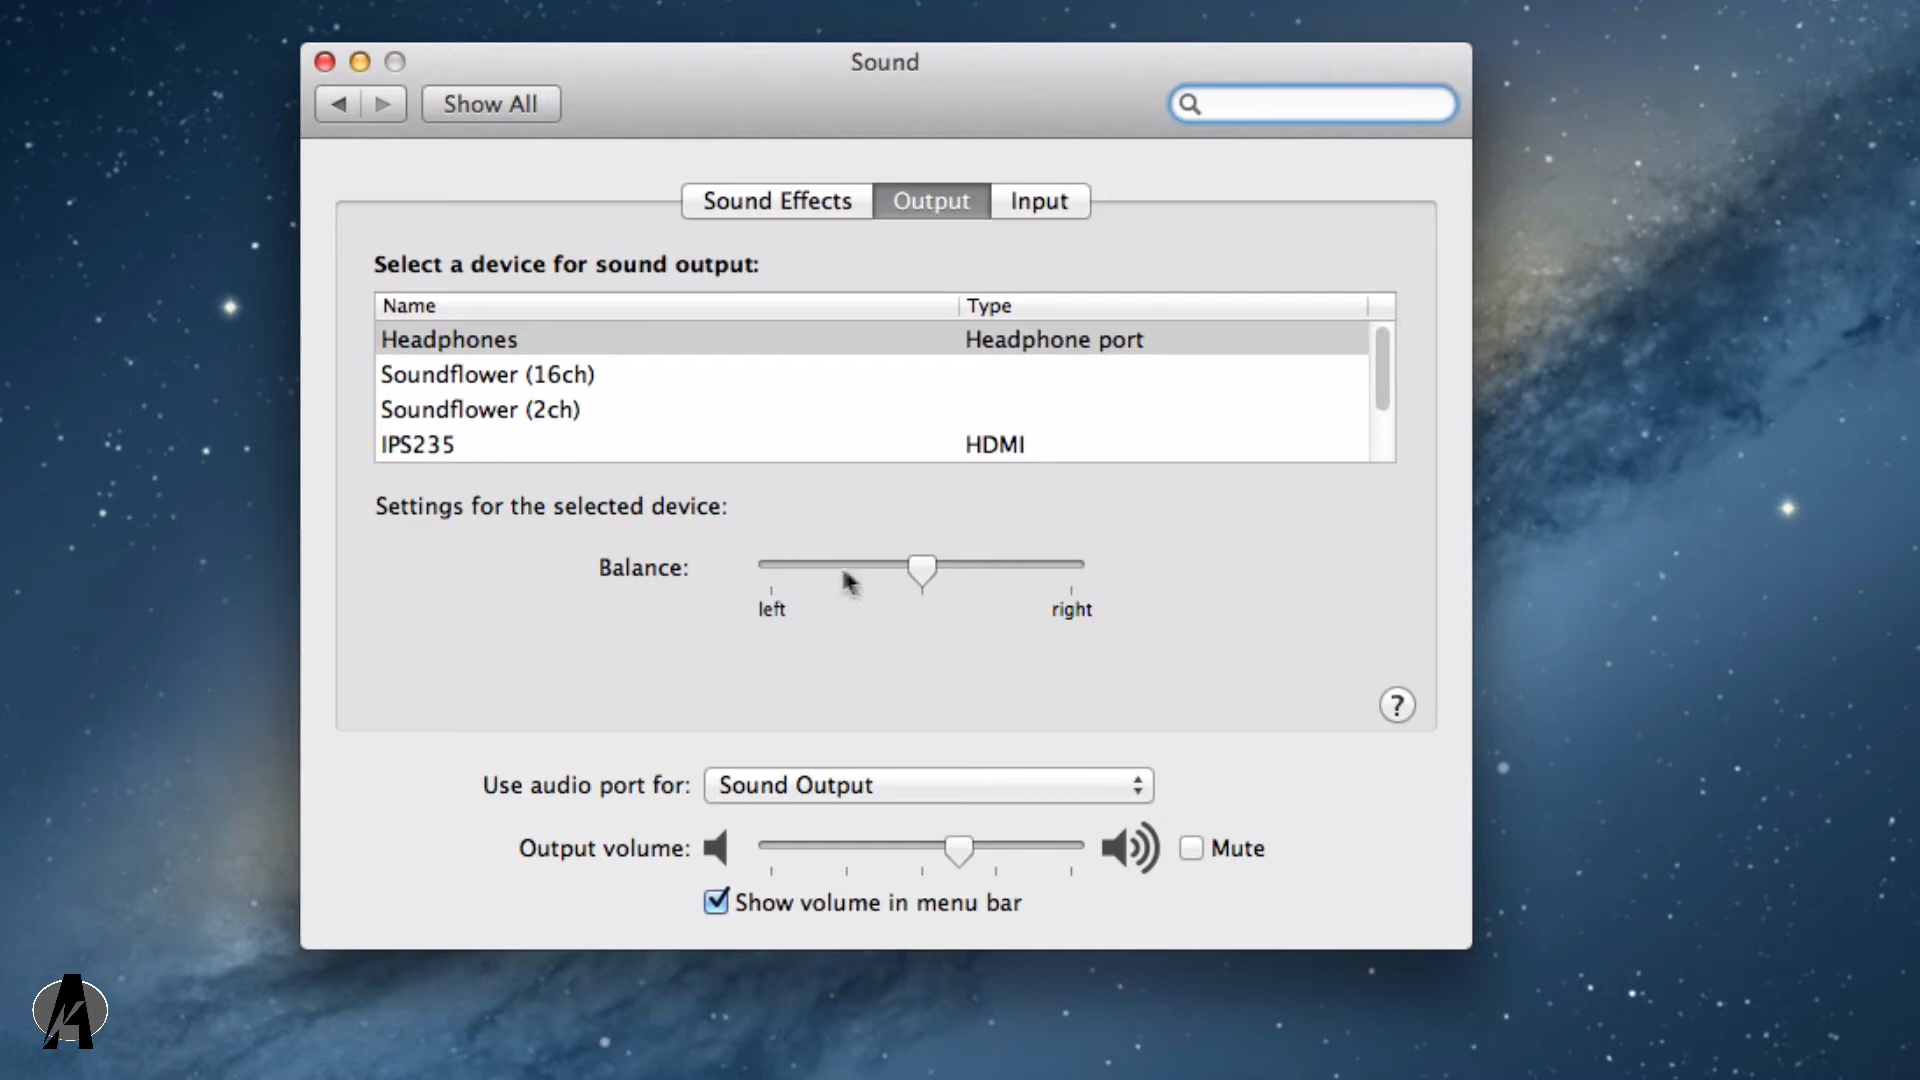 Sound
Show All
Sound Effects Output Input
Select a device for sound output:
Name Type
Headphones Headphone port
Soundflower (16ch)
Soundflower (2ch)
IPS235 HDMI
Settings for the selected device:
Balance:
left right
?
Use audio port for: Sound Output
Output volume: Mute
Show volume in menu bar